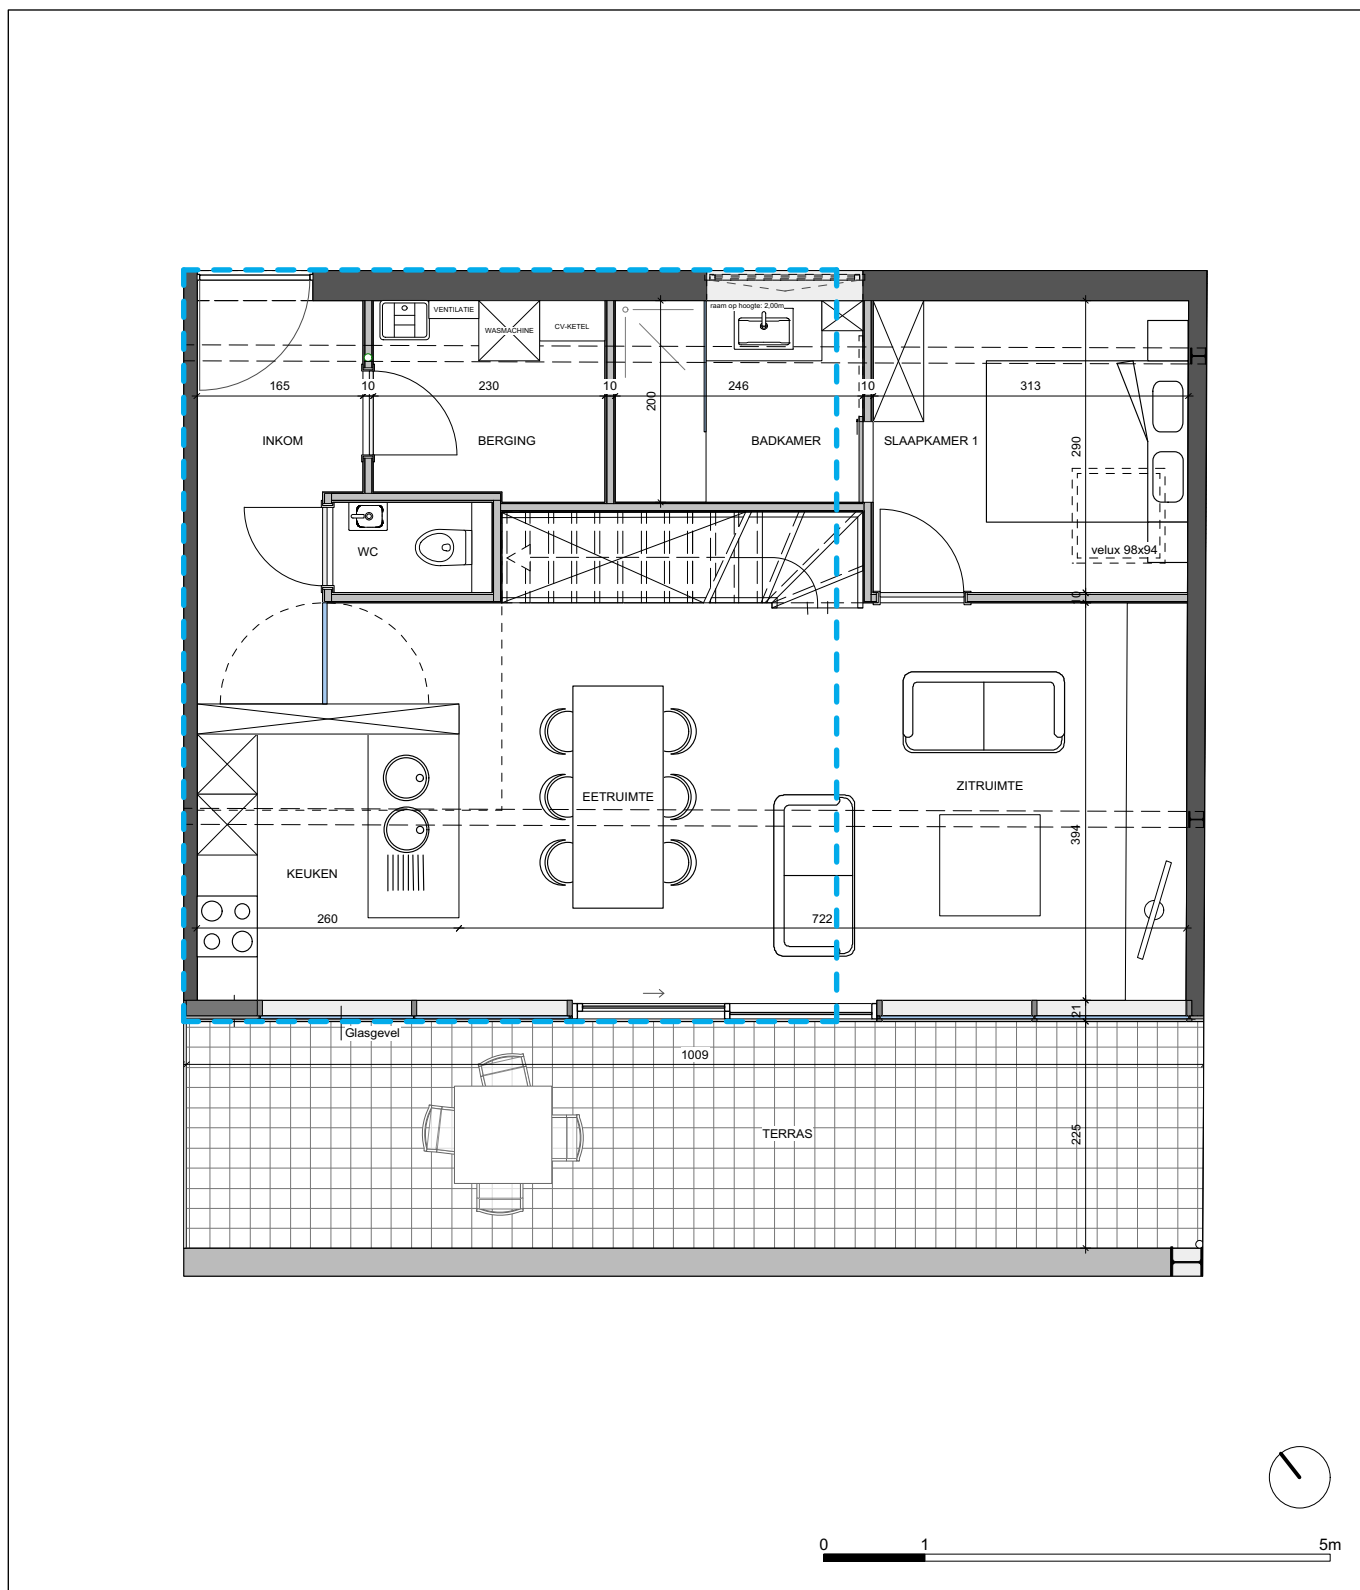 raam op hoogte: 2,00m
VENTILATIE
WASMACHINE
CV-KETEL
165
10
230
10
246
10
313
200
290
INKOM
BERGING
BADKAMER
SLAAPKAMER 1
WC
velux 98x94
10
EETRUIMTE
ZITRUIMTE
394
KEUKEN
260
722
21
Glasgevel
1009
TERRAS
225
0 1 5m